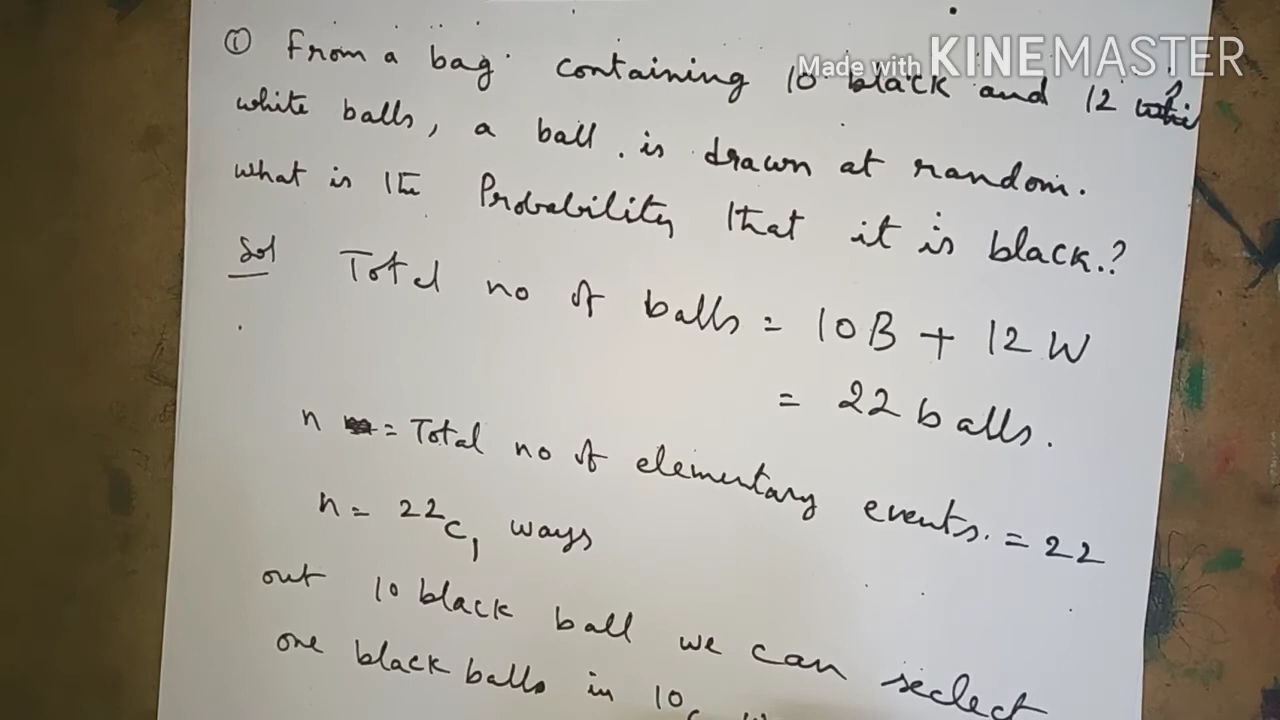 Made with KINEMASTER
① From a bag containing 10 black and 12
white balls, a ball is drawn at random.
what is the Probability that it is black.?
Sol Total no of balls = 10B + 12W
= 22 balls.
n = Total no of elementary events. = 22
n = 22c1 ways
out 10 black ball we can seclect
one black balls in 10c